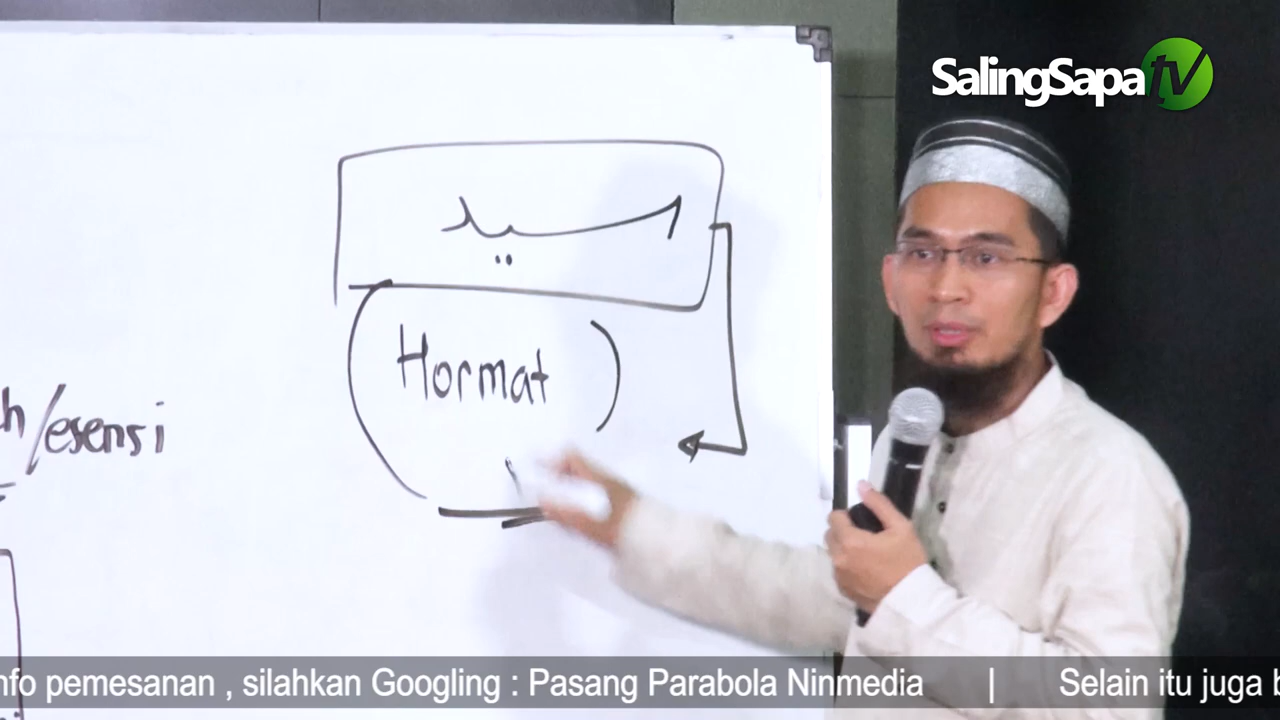 SalingSapa tv
سيد
Hormat
h/esensi
nfo pemesanan , silahkan Googling : Pasang Parabola Ninmedia | Selain itu juga b